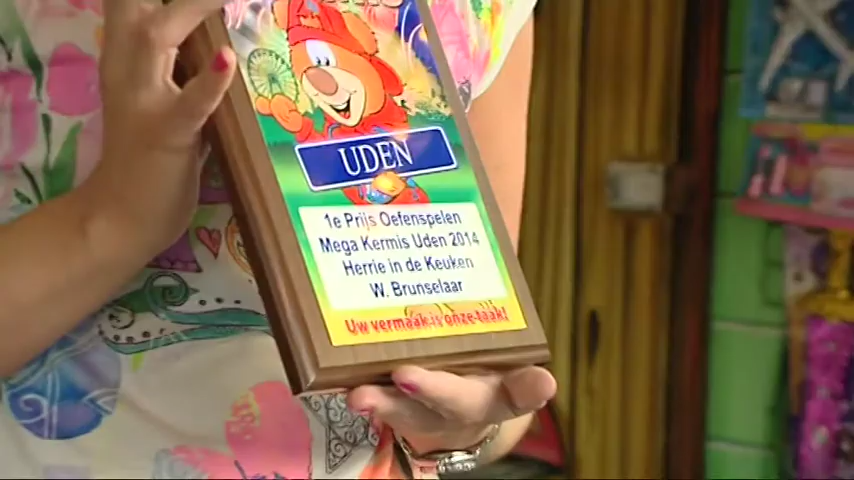 UDEN
1e Prijs Oefenspelen
Mega Kermis Uden 2014
Herrie in de Keuken
W. Brunselaar
Uw vermaak is onze taak!